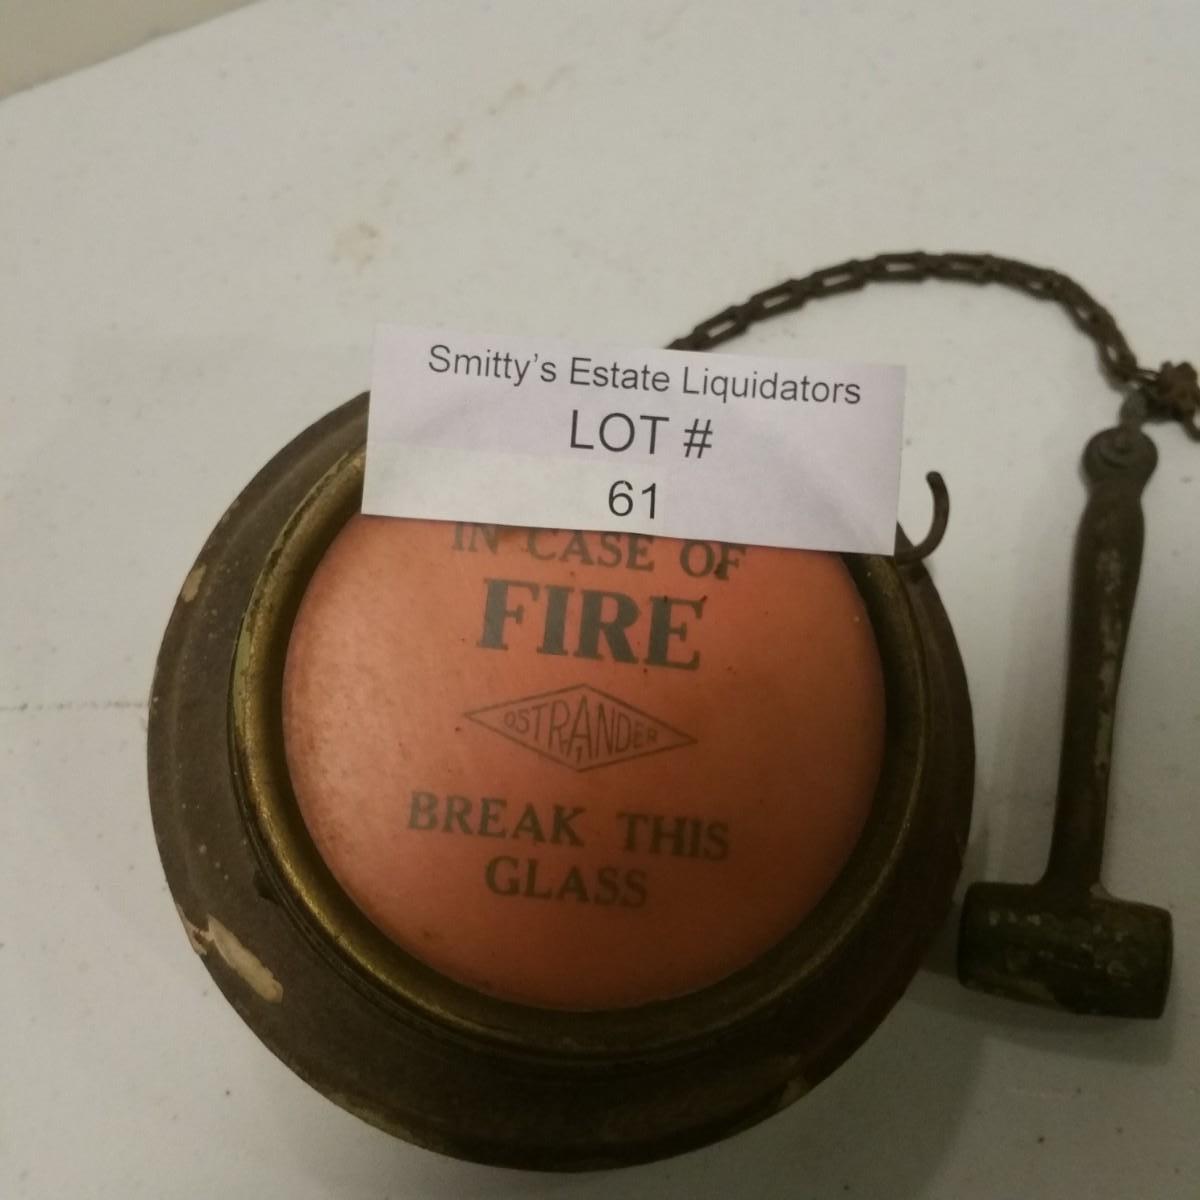 Smitty's Estate Liquidators
LOT #
61
IN CASE OF
FIRE
OSTRANDER
BREAK THIS
GLASS